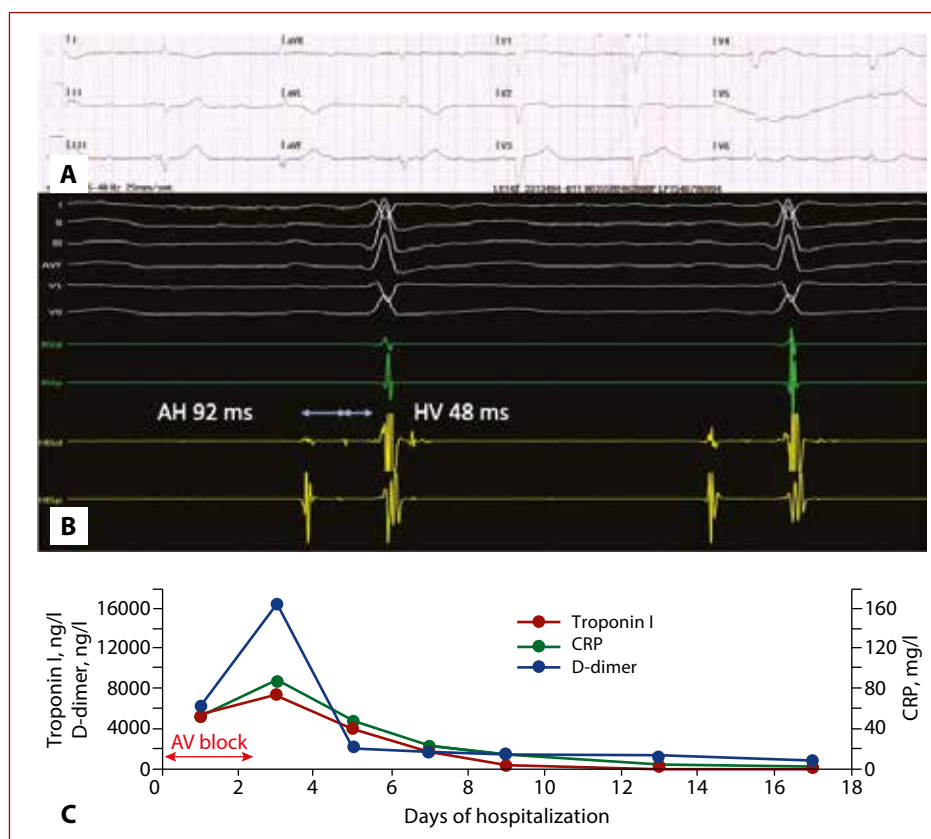 I aVR V1 V4
II aVL V2 V5
III aVF V3 V6
A
I
II
III
AVF
V1
V6
AH 92 ms HV 48 ms
B
Troponin I, ng/l
D-dimer, ng/l
16000
12000
8000
4000
0
Troponin I
CRP
D-dimer
AV block
160
120
80
40
0
CRP, mg/l
0 2 4 6 8 10 12 14 16 18
Days of hospitalization
C